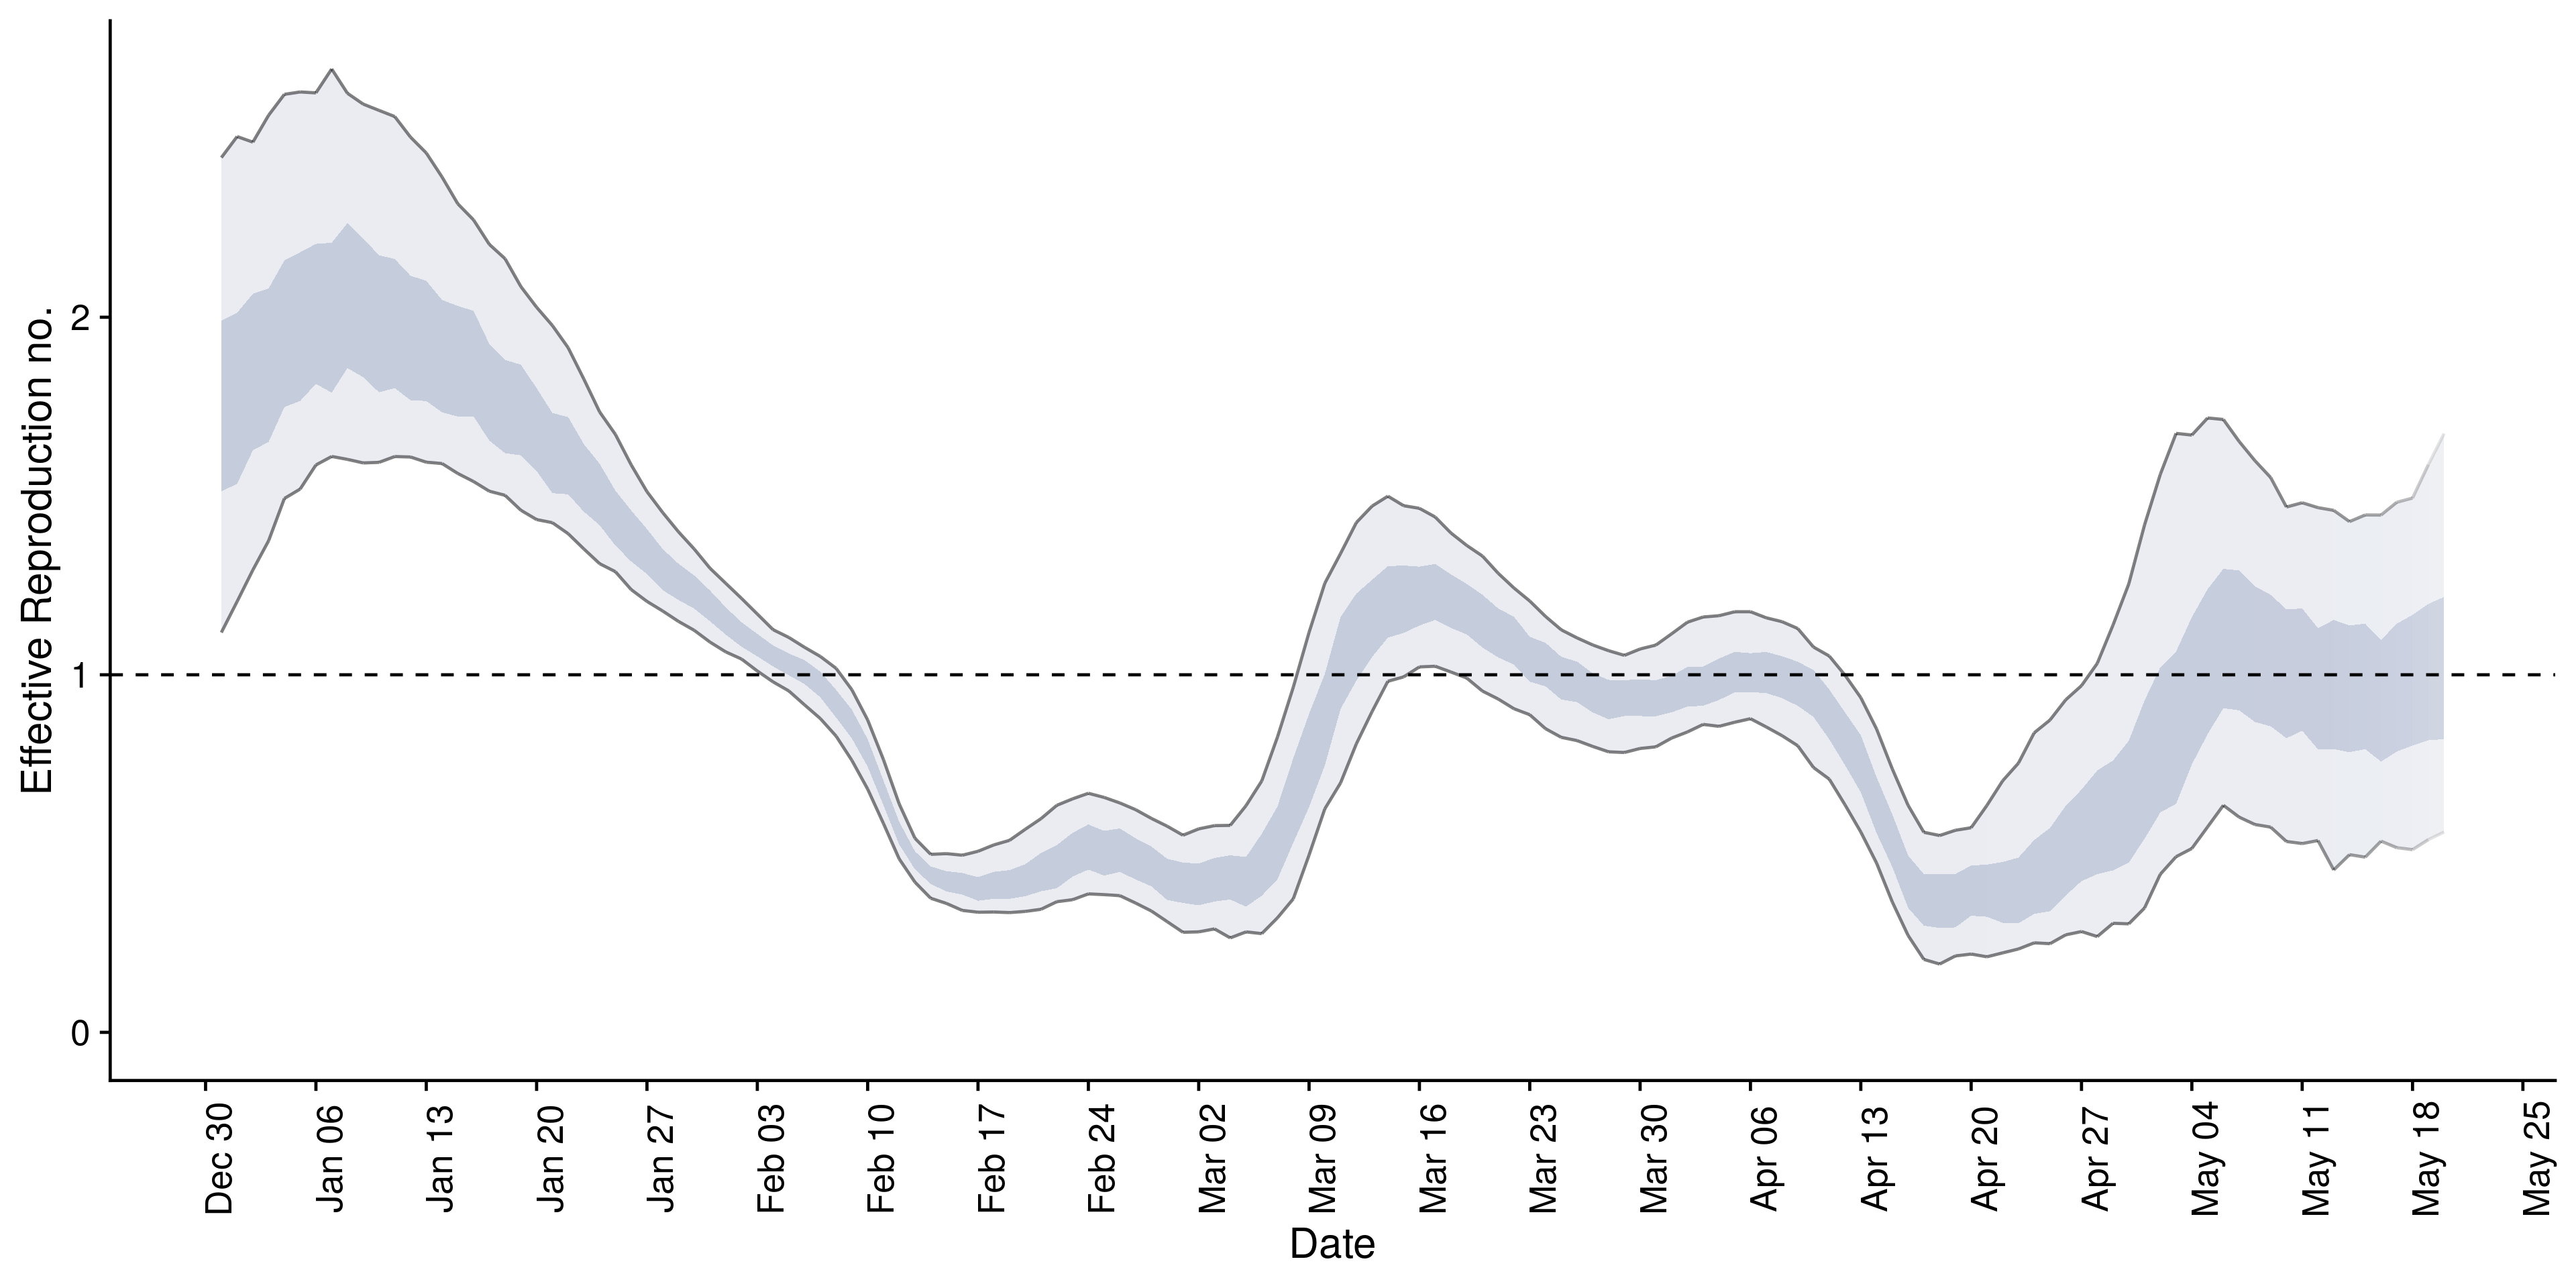 Effective Reproduction no.
2
1
0
Dec 30
Jan 06
Jan 13
Jan 20
Jan 27
Feb 03
Feb 10
Feb 17
Feb 24
Mar 02
Mar 09
Mar 16
Mar 23
Mar 30
Apr 06
Apr 13
Apr 20
Apr 27
May 04
May 11
May 18
May 25
Date